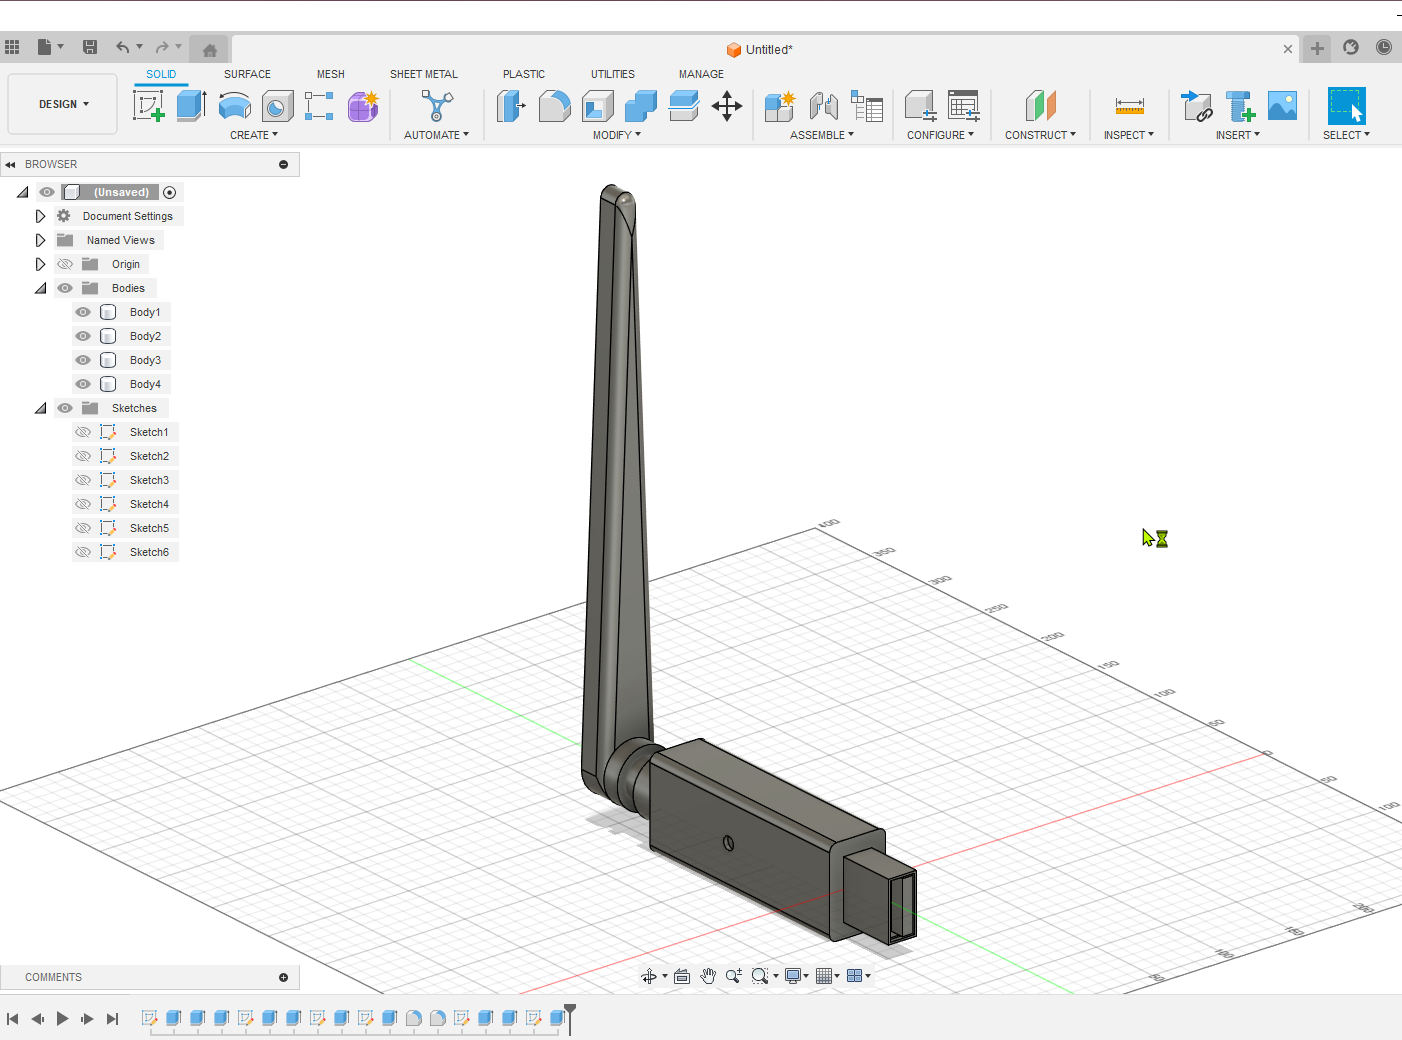 Untitled*
DESIGN
SOLID
SURFACE
MESH
SHEET METAL
PLASTIC
UTILITIES
MANAGE
CREATE
AUTOMATE
MODIFY
ASSEMBLE
CONFIGURE
CONSTRUCT
INSPECT
INSERT
SELECT
BROWSER
(Unsaved)
Document Settings
Named Views
Origin
Bodies
Body1
Body2
Body3
Body4
Sketches
Sketch1
Sketch2
Sketch3
Sketch4
Sketch5
Sketch6
400
350
300
250
200
150
100
50
0
50
100
200
150
100
50
COMMENTS